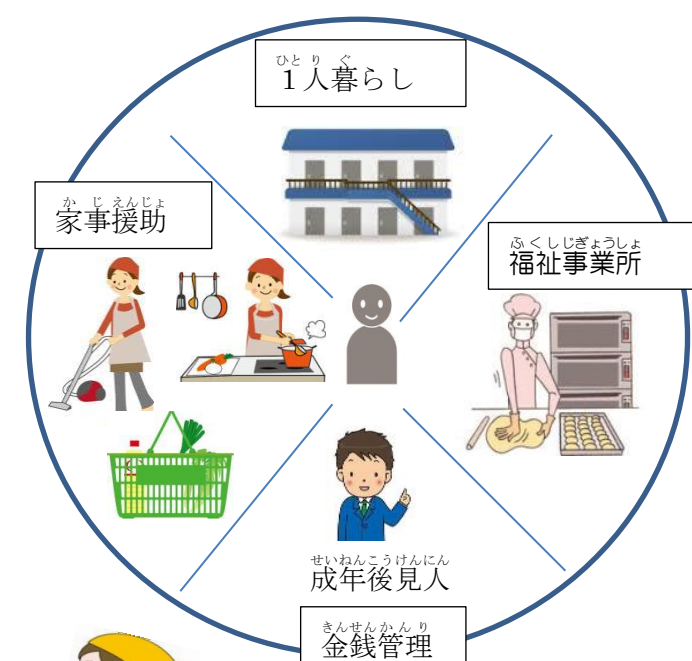 ひとりぐ
1人暮らし
かじえんじょ
家事援助
ふくしじぎょうしょ
福祉事業所
せいねんこうけんにん
成年後見人
きんせんかんり
金銭管理